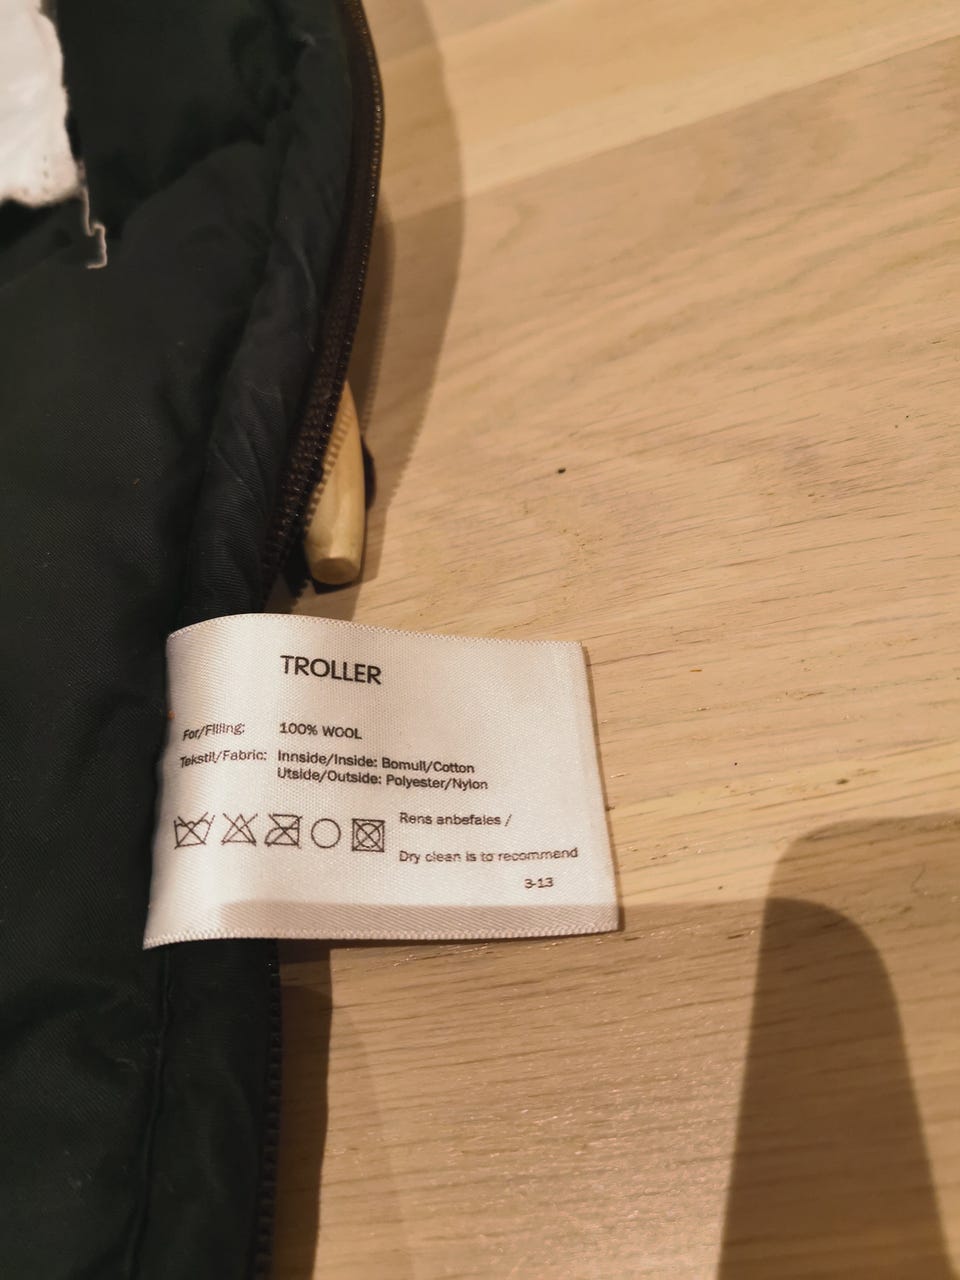 TROLLER
For/Filling: 100% WOOL
Tekstil/Fabric: Innside/Inside: Bomull/Cotton
Utside/Outside: Polyester/Nylon
Rens anbefales /
Dry clean is to recommend
3-13